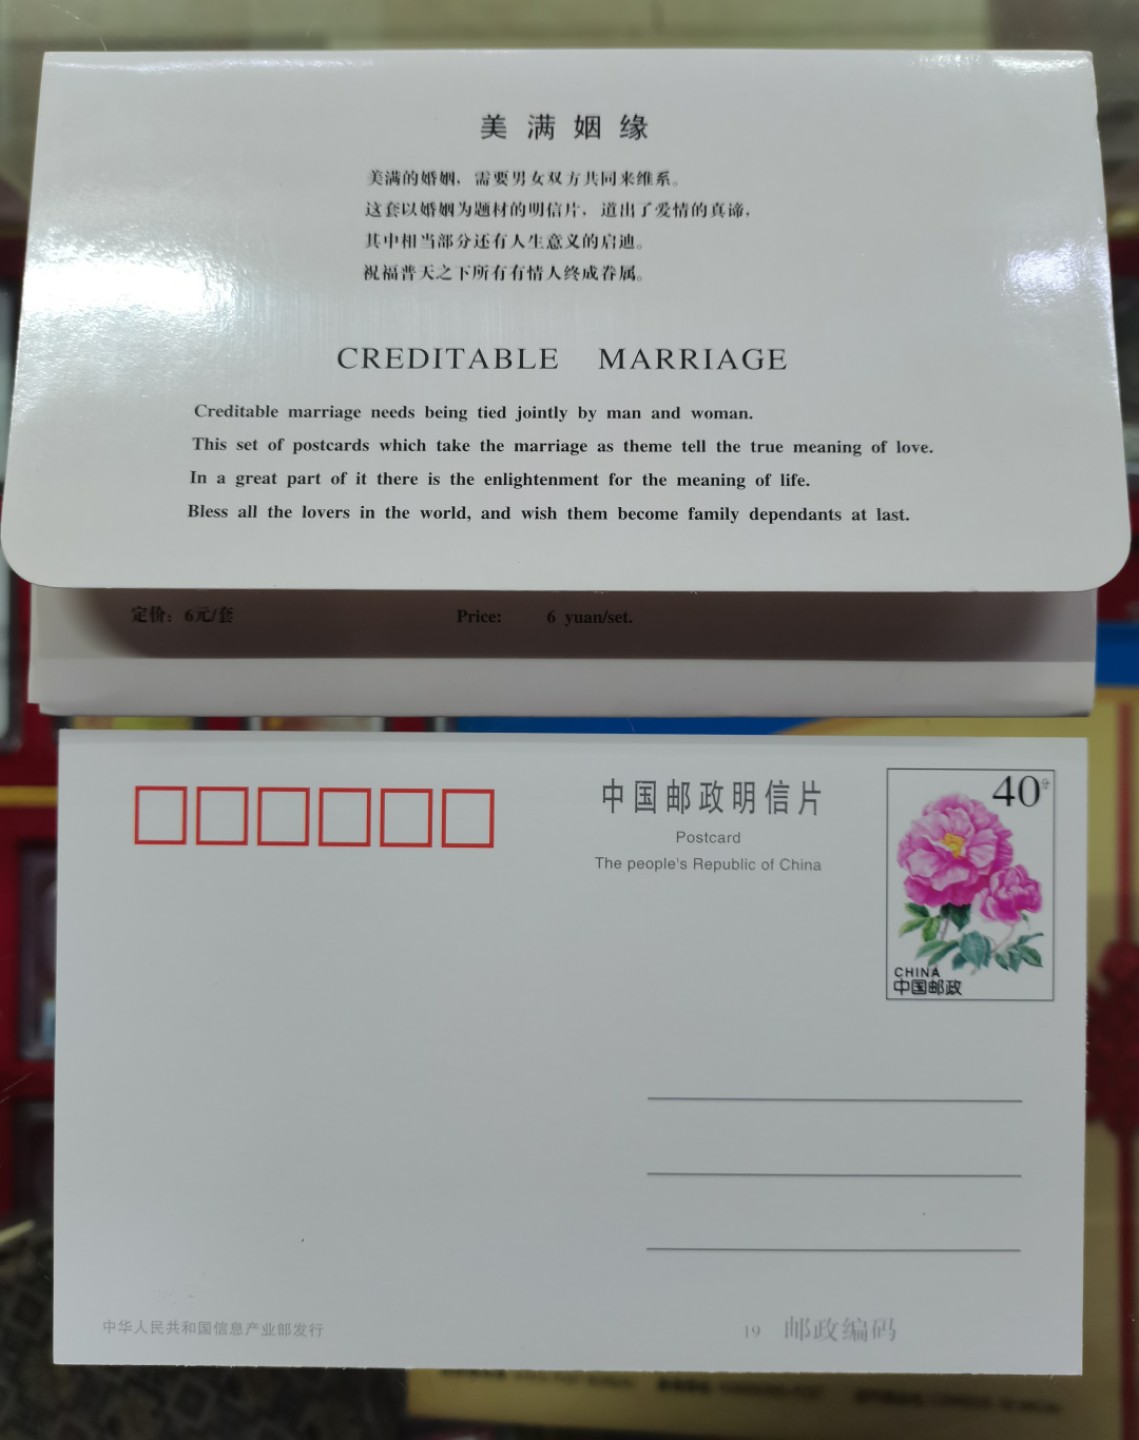 美满姻缘
美满的婚姻，需要男女双方共同来维系。
这套以婚姻为题材的明信片，道出了爱情的真谛，
其中相当部分还有人生意义的启迪。
祝福普天之下所有有情人终成眷属。
CREDITABLE MARRIAGE
Creditable marriage needs being tied jointly by man and woman.
This set of postcards which take the marriage as theme tell the true meaning of love.
In a great part of it there is the enlightenment for the meaning of life.
Bless all the lovers in the world, and wish them become family dependants at last.
定价：6元/套 Price: 6 yuan/set.
中国邮政明信片
Postcard
The people's Republic of China
40分
CHINA
中国邮政
中华人民共和国信息产业部发行
19 邮政编码